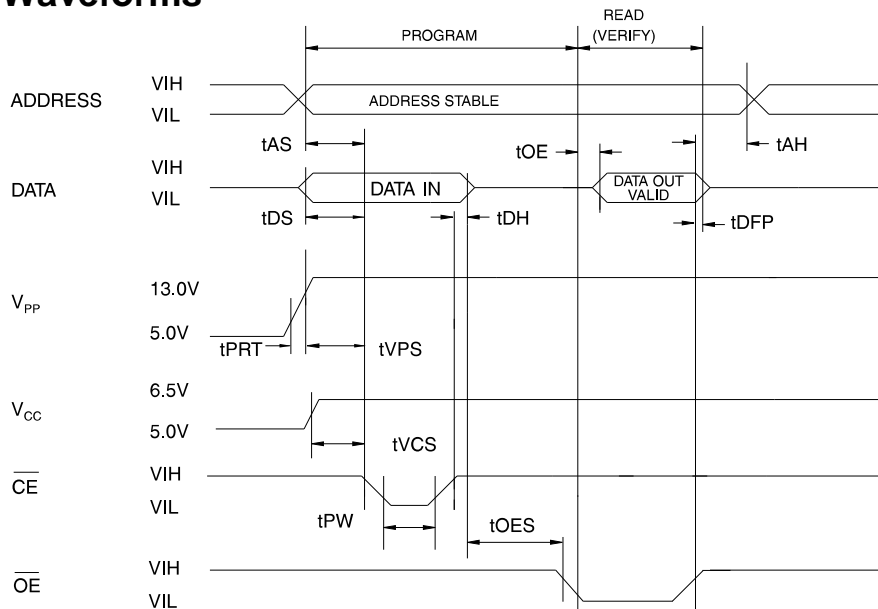 Waveforms
PROGRAM
READ
(VERIFY)
ADDRESS
VIH
VIL
ADDRESS STABLE
tAS
tOE
tAH
DATA
VIH
VIL
DATA IN
DATA OUT
VALID
tDS
tDH
tDFP
VPP
13.0V
5.0V
tPRT
tVPS
VCC
6.5V
5.0V
tVCS
CE
VIH
VIL
tPW
tOES
OE
VIH
VIL